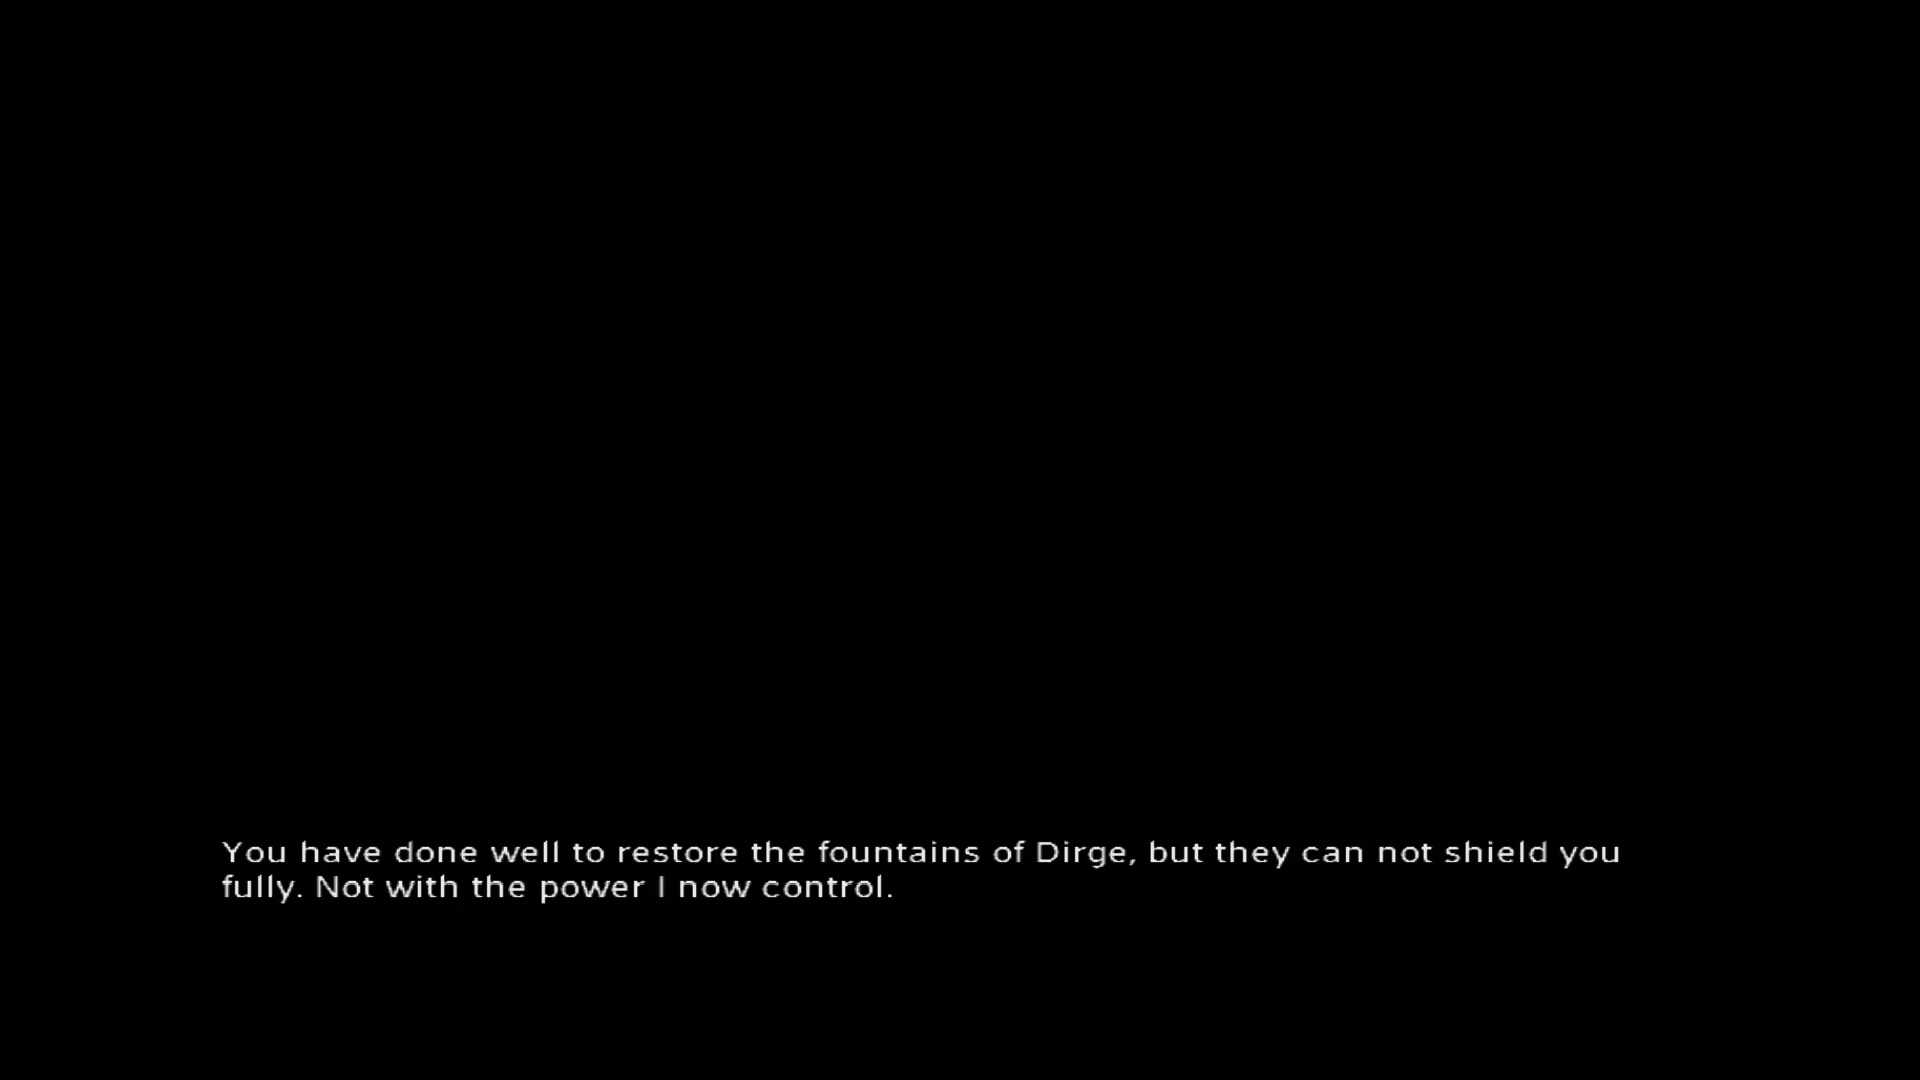 You have done well to restore the fountains of Dirge, but they can not shield you
fully. Not with the power I now control.